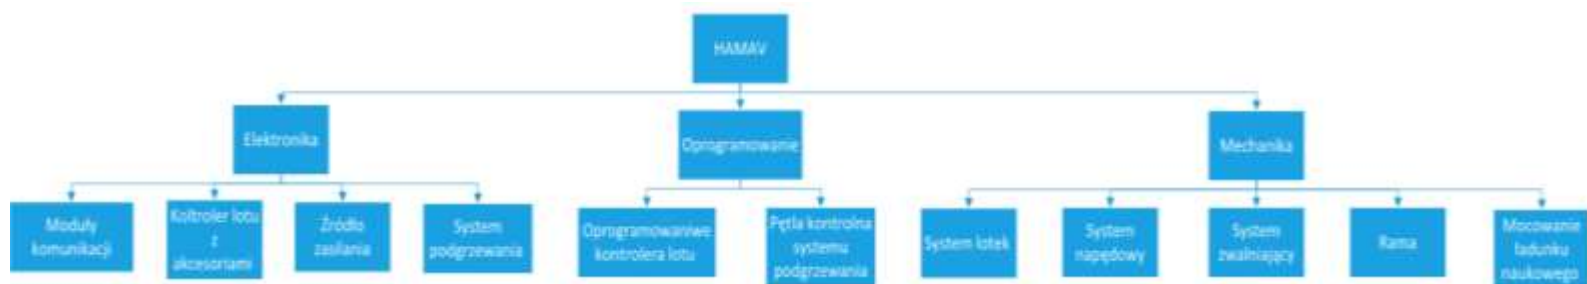 HAMAV
Elektronika
Oprogramowanie
Mechanika
Moduły
komunikacji
Koltroler lotu
z
akcesoriami
Źródło
zasilania
System
podgrzewania
Oprogramowaniwe
kontrolera lotu
Pętla kontrolna
systemu
podgrzewania
System lotek
System
napędowy
System
zwalniający
Rama
Mocowanie
ładunku
naukowego